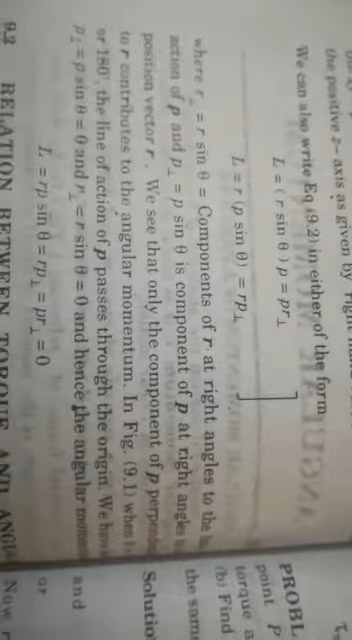 the positive z- axis as given by right
We can also write Eq.(9.2) in either of the form
L = ( r sin θ ) p = pr⊥
L = r (p sin θ) = rp⊥
where r⊥ = r sin θ = Components of r at right angles to the
action of p and p⊥ = p sin θ is component of p at right angles
position vector r . We see that only the component of p
to r contributes to the angular momentum. In Fig. (9.1) when
or 180°, the line of action of p passes through the origin. We
p⊥ = p sin θ = 0 and r⊥ = r sin θ = 0 and hence the angular
L = rp sin θ = rp⊥ = pr⊥ = 0
9.2 RELATION BETWEEN TORQUE AND
PROBL
point P
torque a
(b) Find
the same
Solutio
and
or
Now